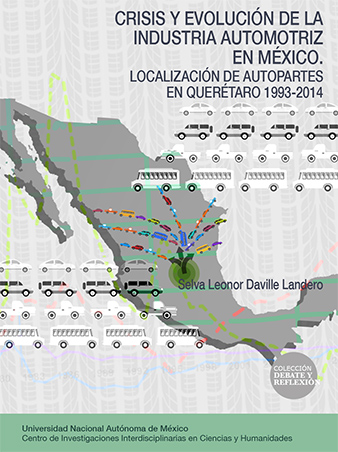 CRISIS Y EVOLUCIÓN DE LA
INDUSTRIA AUTOMOTRIZ
EN MÉXICO.
LOCALIZACIÓN DE AUTOPARTES
EN QUERÉTARO 1993-2014
Selva Leonor Daville Landero
COLECCIÓN
DEBATE Y
REFLEXIÓN
Universidad Nacional Autónoma de México
Centro de Investigaciones Interdisciplinarias en Ciencias y Humanidades